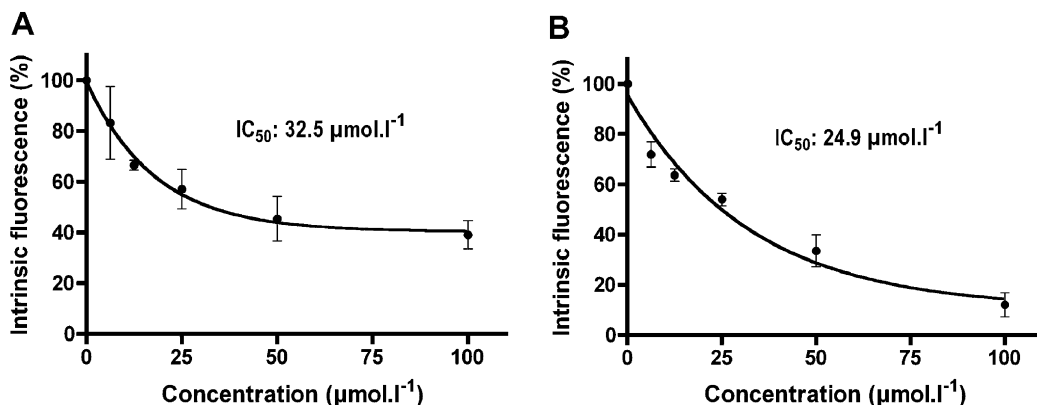 A
Intrinsic fluorescence (%)
100
80
60
40
20
0
IC50: 32.5 µmol.l-1
0 25 50 75 100
Concentration (µmol.l-1)
B
Intrinsic fluorescence (%)
100
80
60
40
20
0
IC50: 24.9 µmol.l-1
0 25 50 75 100
Concentration (µmol.l-1)